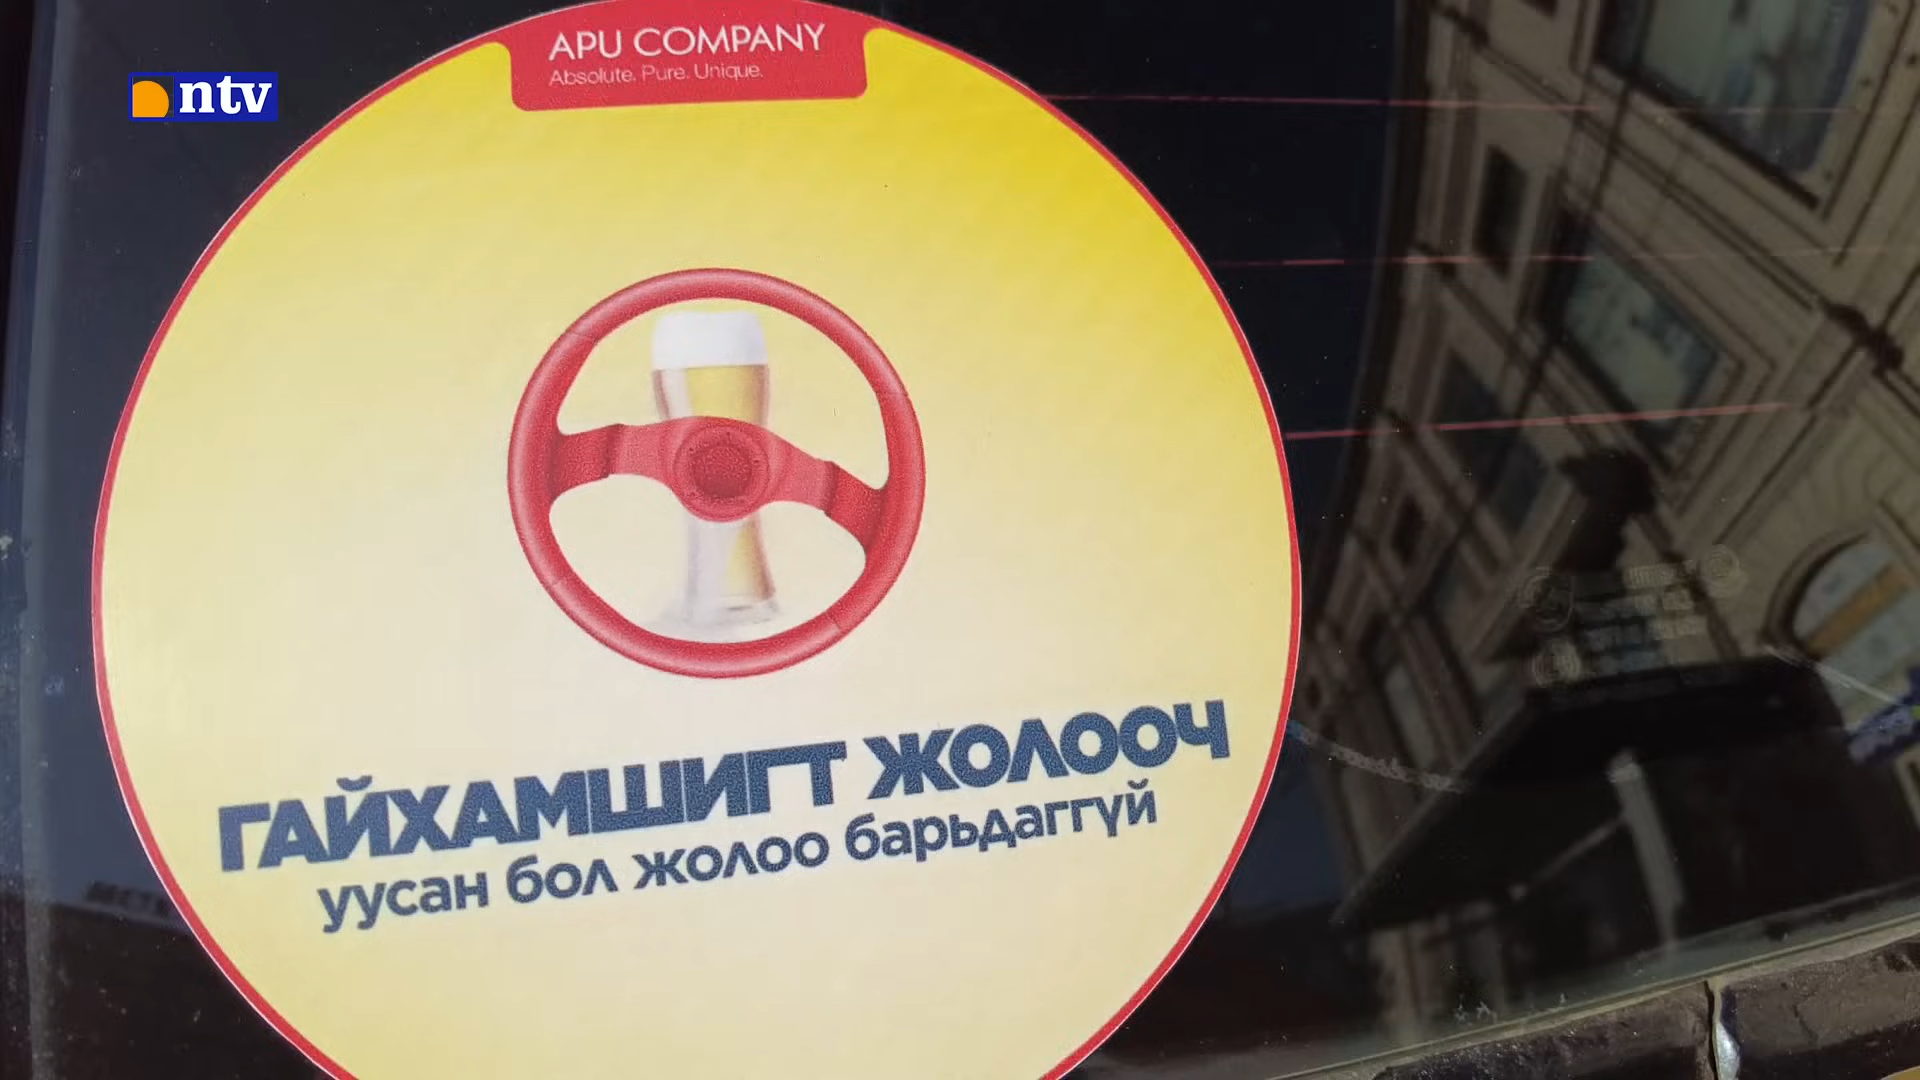 APU COMPANY
Absolute. Pure. Unique.
ntv
ГАЙХАМШИГТ ЖОЛООЧ
уусан бол жолоо барьдаггүй